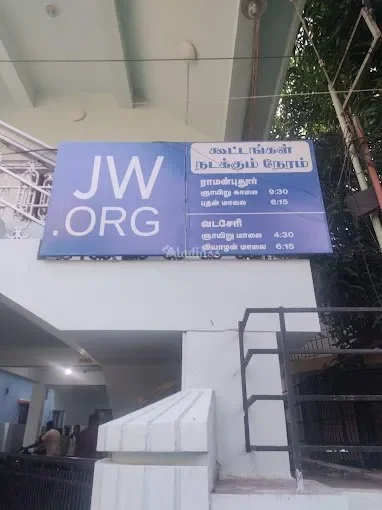 JW
.ORG
கூட்டங்கள்
நடக்கும் நேரம்
ராமன்புதூர்
ஞாயிறு காலை 9:30
புதன் மாலை 6:15
வடசேரி
ஞாயிறு மாலை 4:30
வியாழன் மாலை 6:15